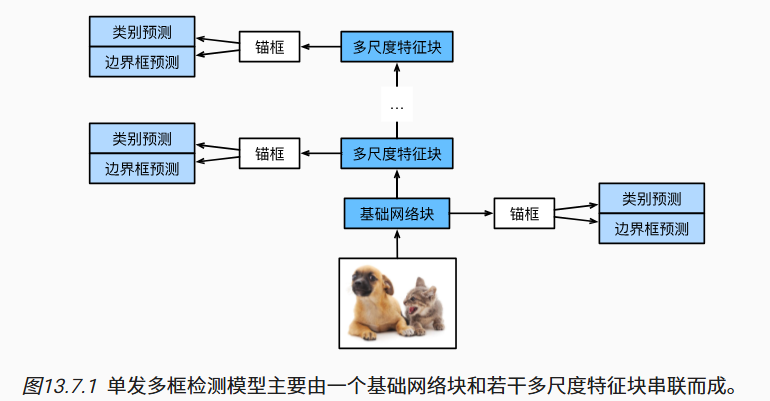 类别预测
边界框预测
锚框
多尺度特征块
...
类别预测
边界框预测
锚框
多尺度特征块
基础网络块
锚框
类别预测
边界框预测
图13.7.1 单发多框检测模型主要由一个基础网络块和若干多尺度特征块串联而成。